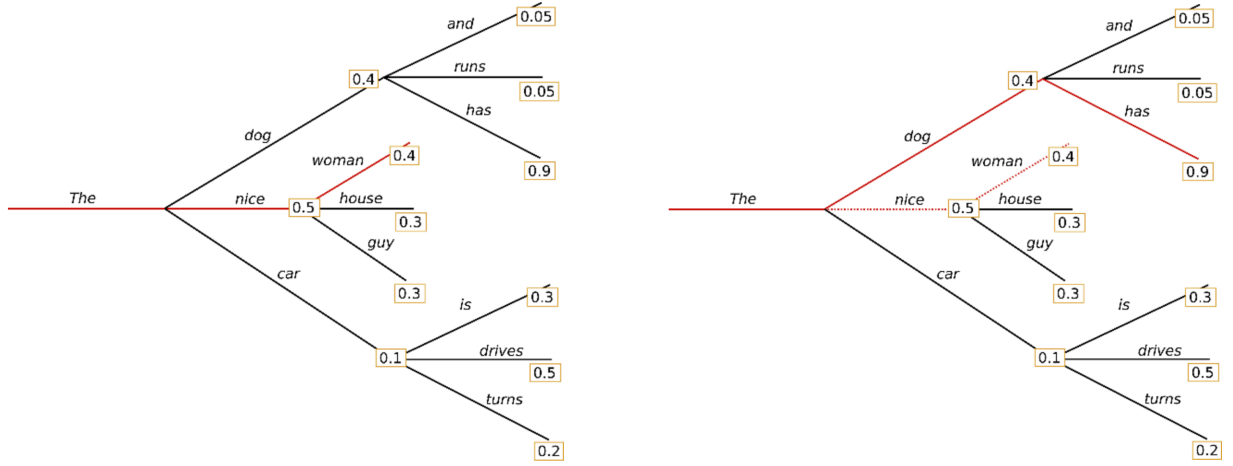 and
0.05
runs
0.4
0.05
has
dog
0.9
woman
0.4
The
nice
0.5
house
0.3
guy
0.3
car
is
0.3
drives
0.1
0.5
turns
0.2
and
0.05
runs
0.4
0.05
has
dog
0.9
woman
0.4
The
nice
0.5
house
0.3
guy
0.3
car
is
0.3
drives
0.1
0.5
turns
0.2